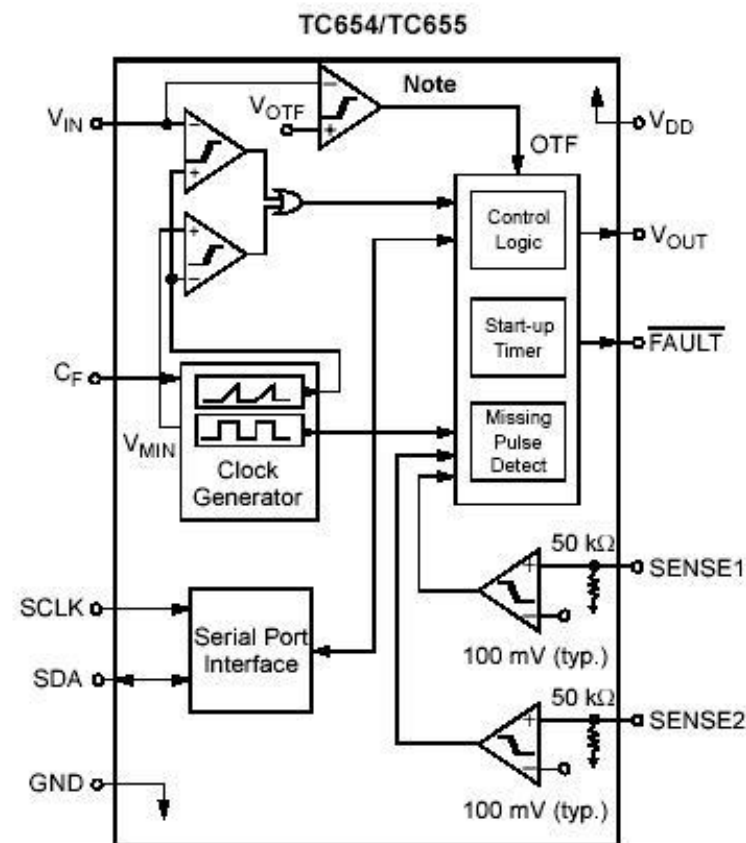 TC654/TC655
Note
VIN
VOTF
OTF
VDD
Control
Logic
VOUT
Start-up
Timer
FAULT
CF
VMIN
Clock
Generator
Missing
Pulse
Detect
50 kΩ
SENSE1
100 mV (typ.)
SCLK
Serial Port
Interface
SDA
50 kΩ
SENSE2
GND
100 mV (typ.)